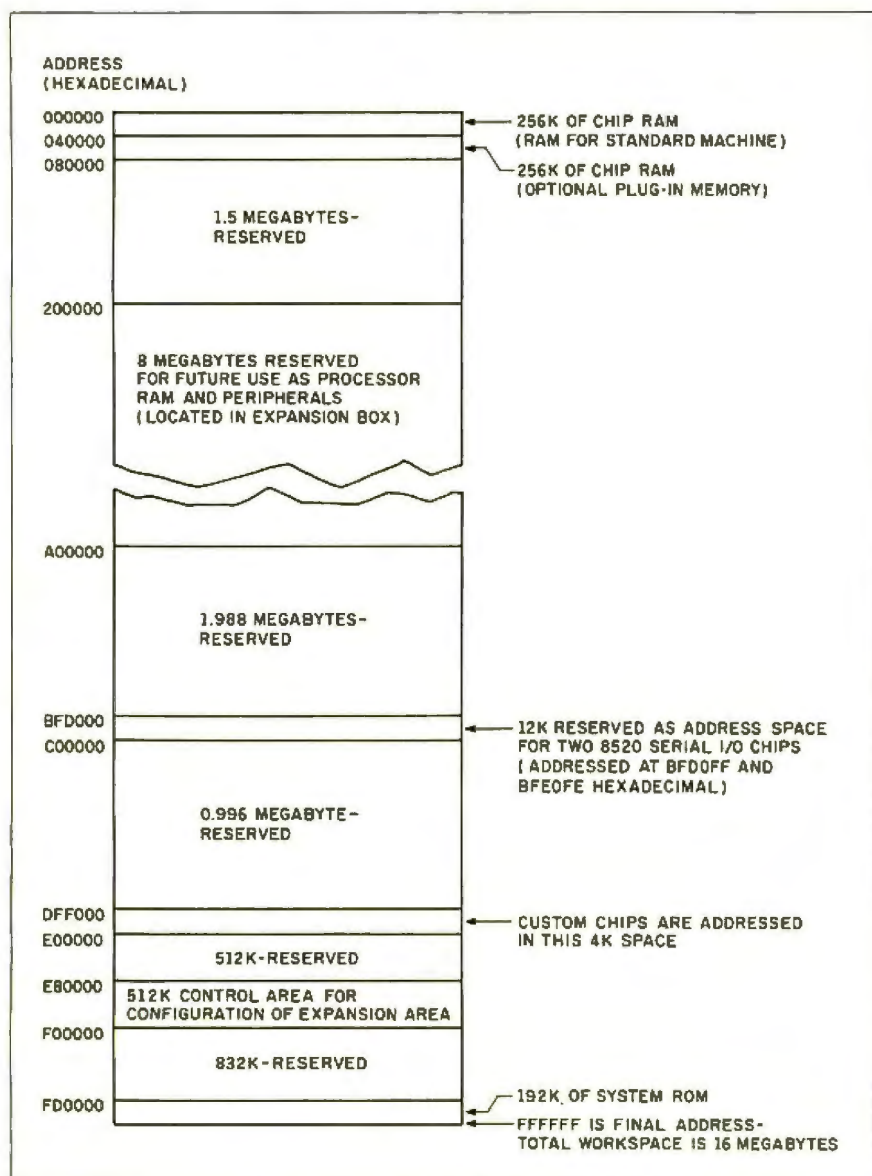 ADDRESS
(HEXADECIMAL)
000000
256K OF CHIP RAM
(RAM FOR STANDARD MACHINE)
040000
256K OF CHIP RAM
(OPTIONAL PLUG-IN MEMORY)
080000
1.5 MEGABYTES-
RESERVED
200000
8 MEGABYTES RESERVED
FOR FUTURE USE AS PROCESSOR
RAM AND PERIPHERALS
(LOCATED IN EXPANSION BOX)
A00000
1.988 MEGABYTES-
RESERVED
BFD000
12K RESERVED AS ADDRESS SPACE
FOR TWO 8520 SERIAL I/O CHIPS
(ADDRESSED AT BFD0FF AND
BFE0FE HEXADECIMAL)
C00000
0.996 MEGABYTE-
RESERVED
DFF000
CUSTOM CHIPS ARE ADDRESSED
IN THIS 4K SPACE
E00000
512K-RESERVED
E80000
512K CONTROL AREA FOR
CONFIGURATION OF EXPANSION AREA
F00000
832K-RESERVED
FD0000
192K OF SYSTEM ROM
FFFFFF IS FINAL ADDRESS-
TOTAL WORKSPACE IS 16 MEGABYTES